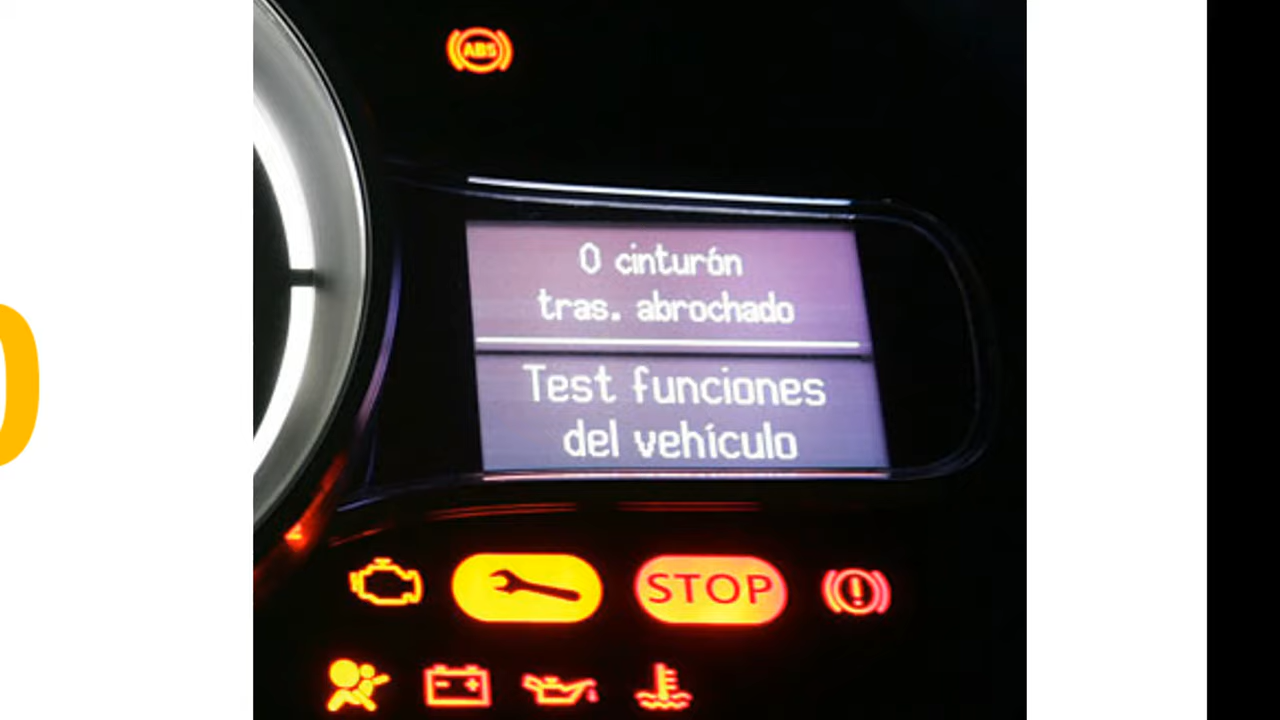 ABS
0 cinturón
tras. abrochado
Test funciones
del vehículo
STOP